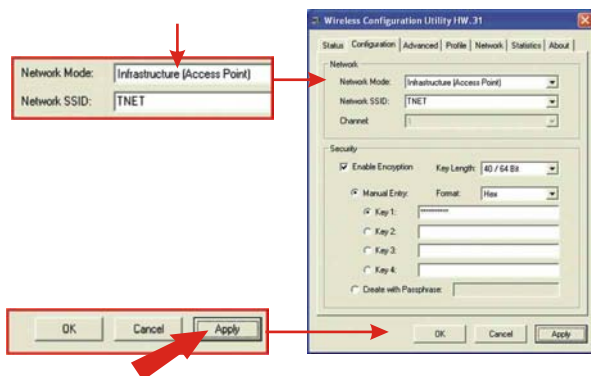 Network Mode: Infrastructure (Access Point)
Network SSID: TNET
OK Cancel Apply
Wireless Configuration Utility HW.31
Status Configuration Advanced Profile Network Statistics About
Network
Network Mode: Infrastructure (Access Point)
Network SSID: TNET
Channel: 1
Security
Enable Encryption Key Length: 40 / 64 Bit
Manual Entry: Format: Hex
Key 1: **********
Key 2:
Key 3:
Key 4:
Create with Passphrase:
OK Cancel Apply